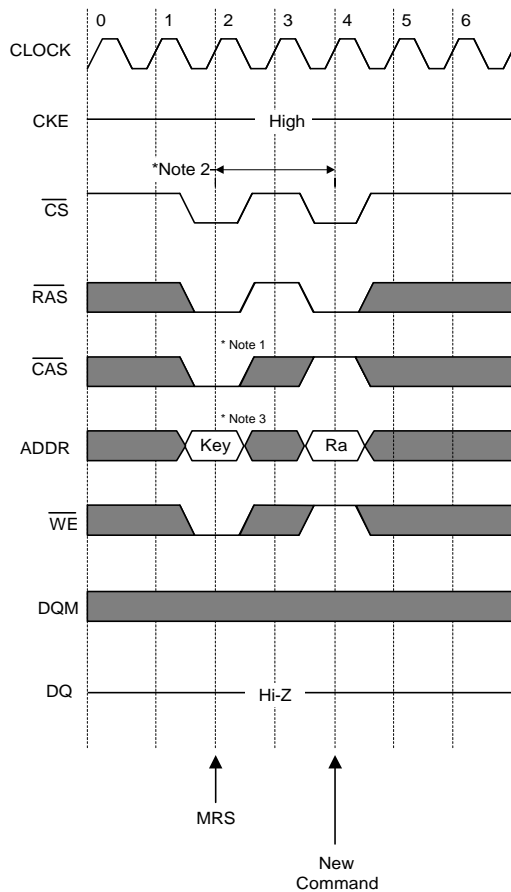 0 1 2 3 4 5 6
CLOCK
CKE
High
*Note 2
CS
RAS
* Note 1
CAS
* Note 3
ADDR
Key
Ra
WE
DQM
DQ
Hi-Z
MRS
New
Command